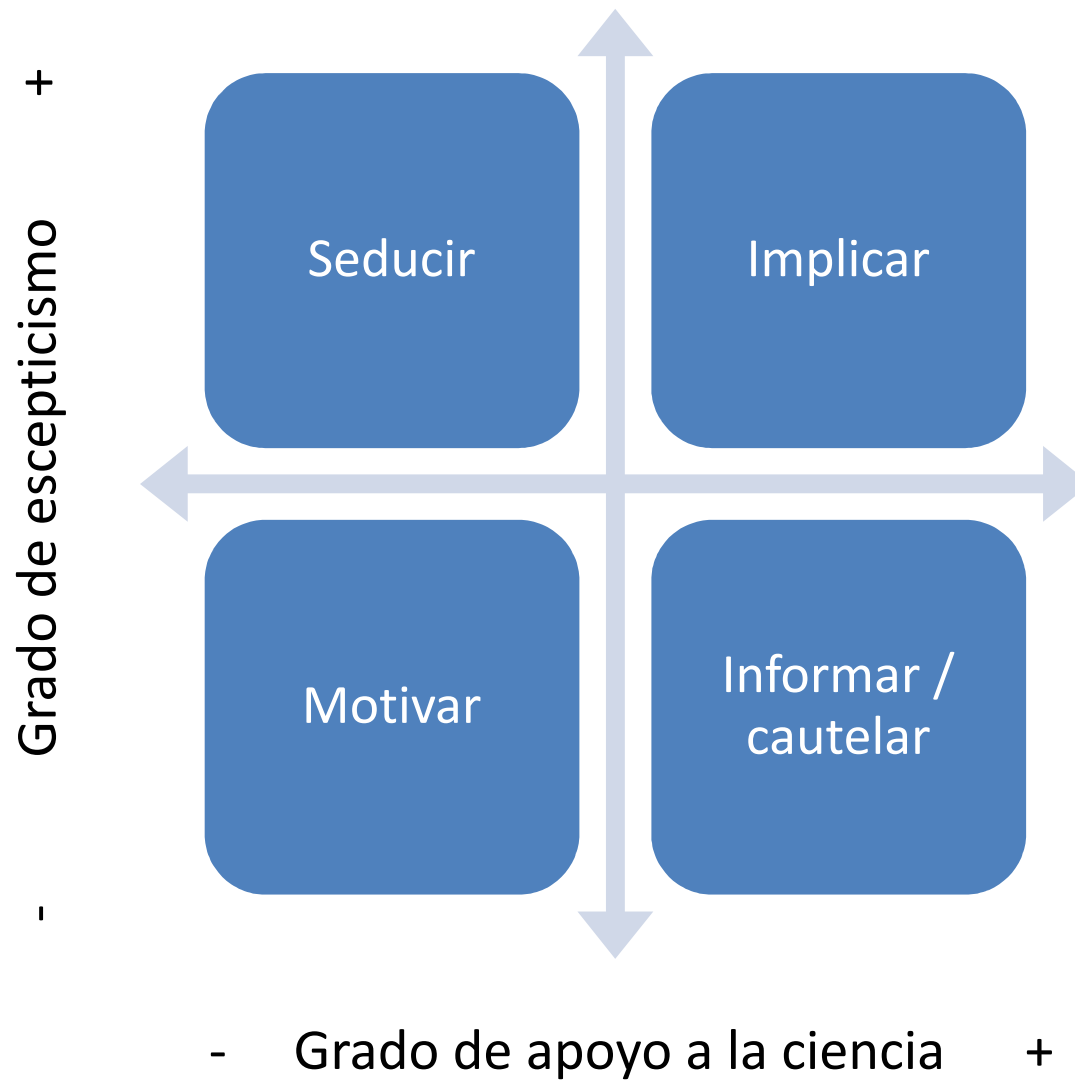 +
Grado de escepticismo
-
Seducir
Implicar
Motivar
Informar /
cautelar
- Grado de apoyo a la ciencia +